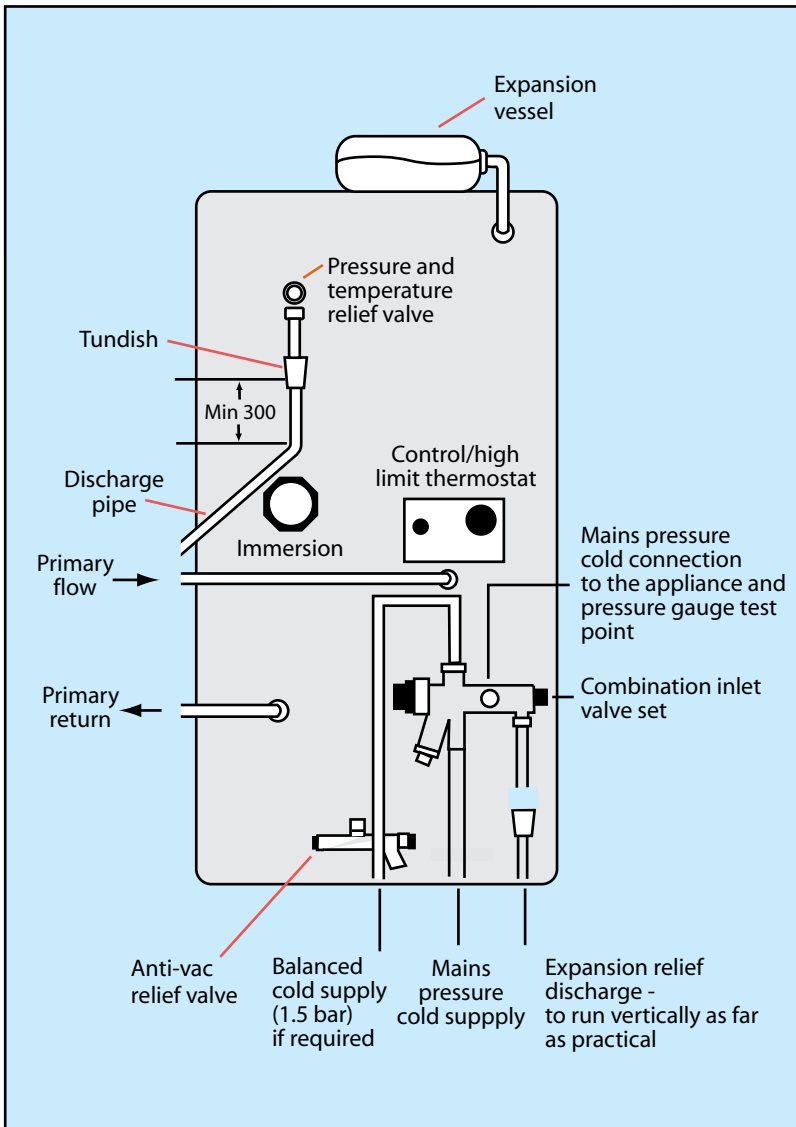 Expansion
vessel
Pressure and
temperature
relief valve
Tundish
Min 300
Control/high
limit thermostat
Discharge
pipe
Immersion
Mains pressure
cold connection
to the appliance and
pressure gauge test
point
Primary
flow
Primary
return
Combination inlet
valve set
Anti-vac
relief valve
Balanced
cold supply
(1.5 bar)
if required
Mains
pressure
cold suppply
Expansion relief
discharge -
to run vertically as far
as practical